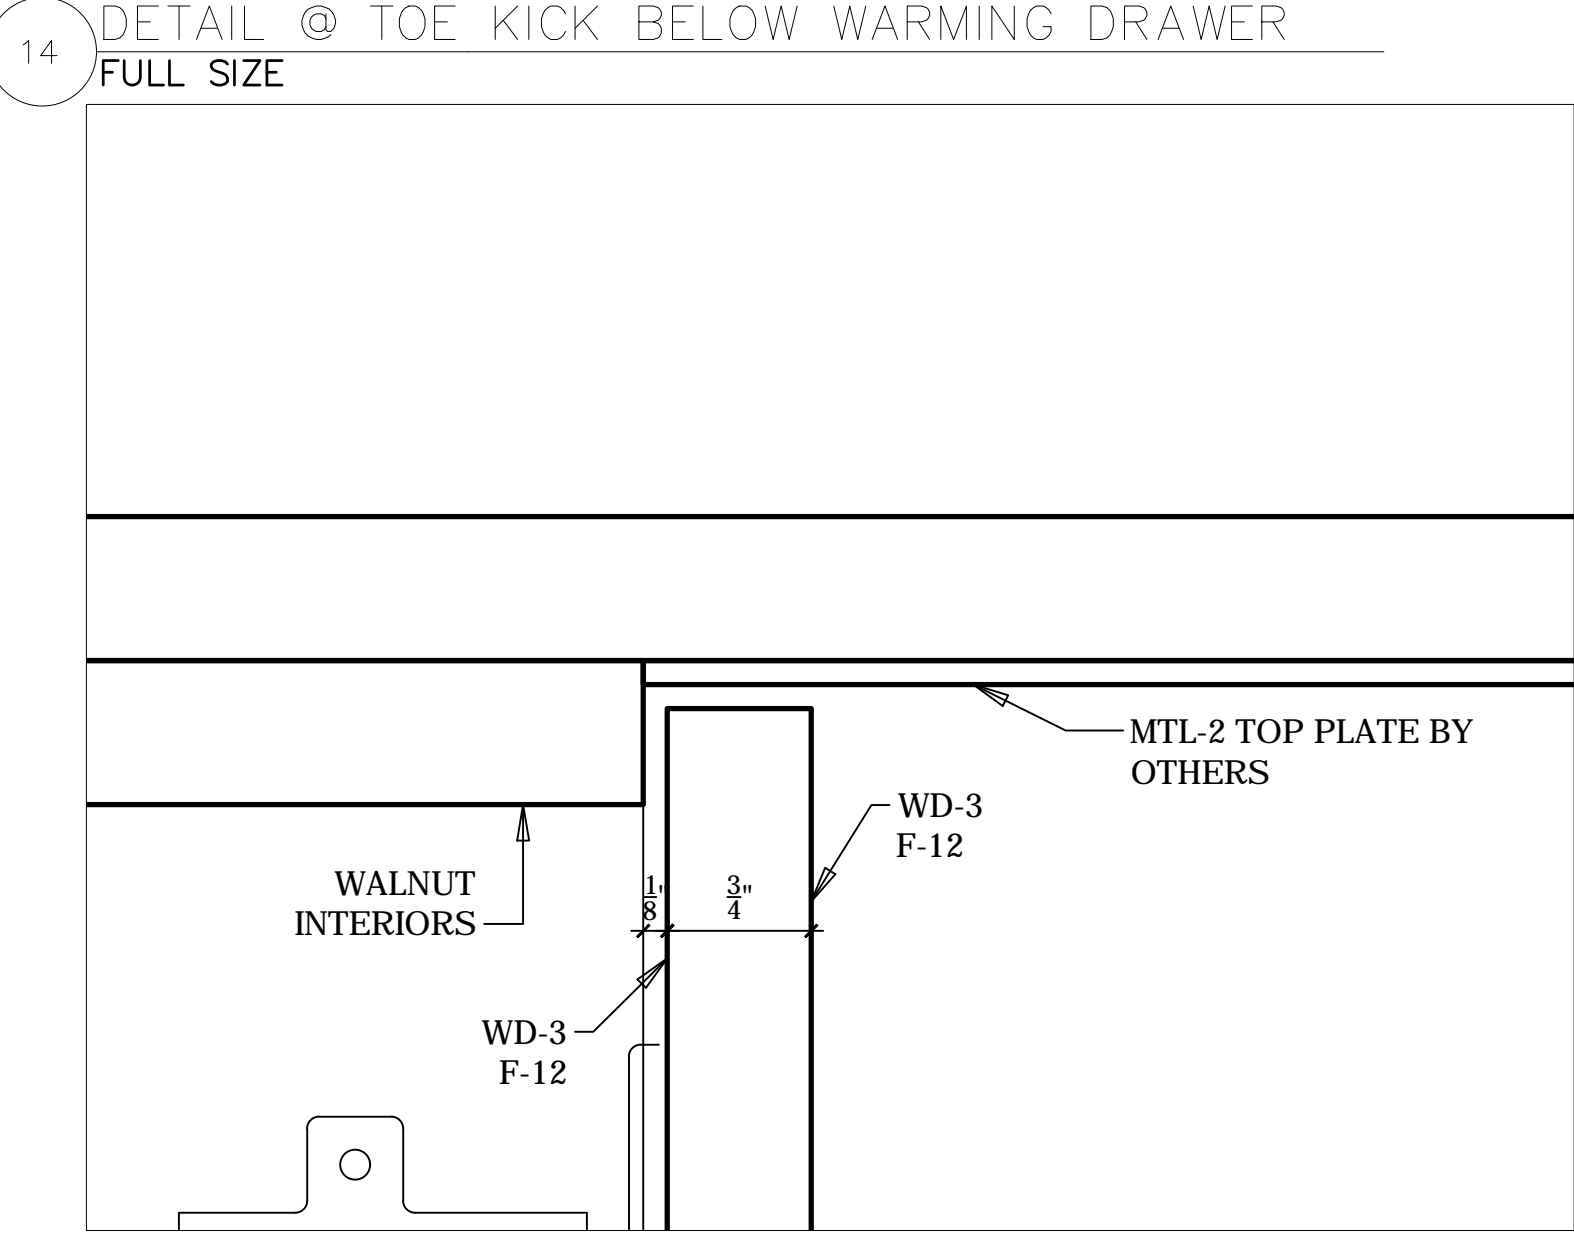 14
DETAIL @ TOE KICK BELOW WARMING DRAWER
FULL SIZE
MTL-2 TOP PLATE BY
OTHERS
WD-3
F-12
WALNUT
INTERIORS
1/8" 3/4"
WD-3
F-12